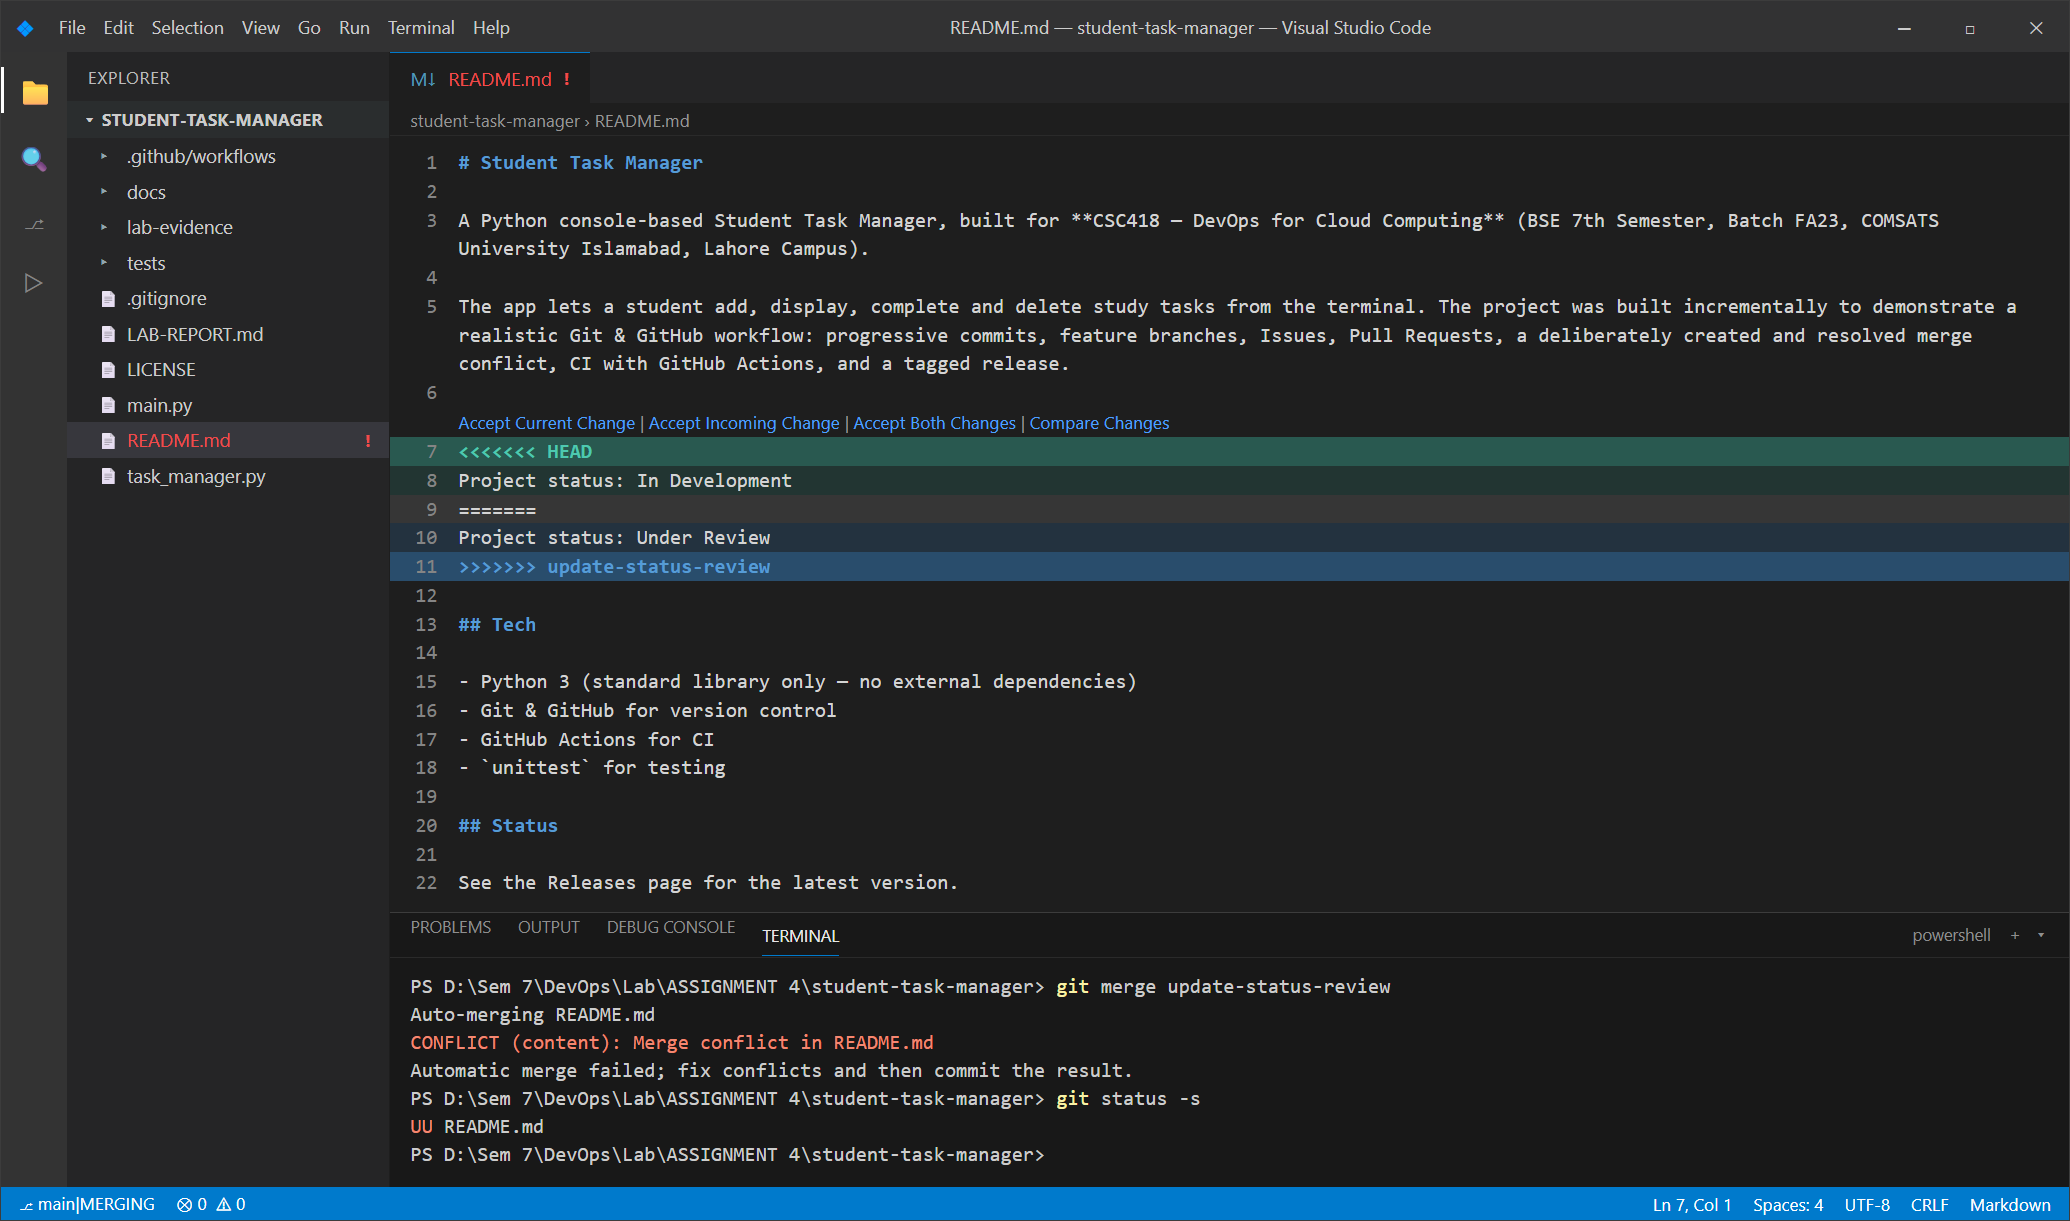 File Edit Selection View Go Run Terminal Help
README.md — student-task-manager — Visual Studio Code
EXPLORER
STUDENT-TASK-MANAGER
.github/workflows
docs
lab-evidence
tests
.gitignore
LAB-REPORT.md
LICENSE
main.py
README.md !
task_manager.py
M↓ README.md !
student-task-manager › README.md
1 # Student Task Manager
2
3 A Python console-based Student Task Manager, built for **CSC418 — DevOps for Cloud Computing** (BSE 7th Semester, Batch FA23, COMSATS
University Islamabad, Lahore Campus).
4
5 The app lets a student add, display, complete and delete study tasks from the terminal. The project was built incrementally to demonstrate a
realistic Git & GitHub workflow: progressive commits, feature branches, Issues, Pull Requests, a deliberately created and resolved merge
conflict, CI with GitHub Actions, and a tagged release.
6
Accept Current Change | Accept Incoming Change | Accept Both Changes | Compare Changes
7 <<<<<<< HEAD
8 Project status: In Development
9 =======
10 Project status: Under Review
11 >>>>>>> update-status-review
12
13 ## Tech
14
15 - Python 3 (standard library only — no external dependencies)
16 - Git & GitHub for version control
17 - GitHub Actions for CI
18 - `unittest` for testing
19
20 ## Status
21
22 See the Releases page for the latest version.
PROBLEMS OUTPUT DEBUG CONSOLE TERMINAL
powershell +
PS D:\Sem 7\DevOps\Lab\ASSIGNMENT 4\student-task-manager> git merge update-status-review
Auto-merging README.md
CONFLICT (content): Merge conflict in README.md
Automatic merge failed; fix conflicts and then commit the result.
PS D:\Sem 7\DevOps\Lab\ASSIGNMENT 4\student-task-manager> git status -s
UU README.md
PS D:\Sem 7\DevOps\Lab\ASSIGNMENT 4\student-task-manager>
main|MERGING 0 0
Ln 7, Col 1 Spaces: 4 UTF-8 CRLF Markdown